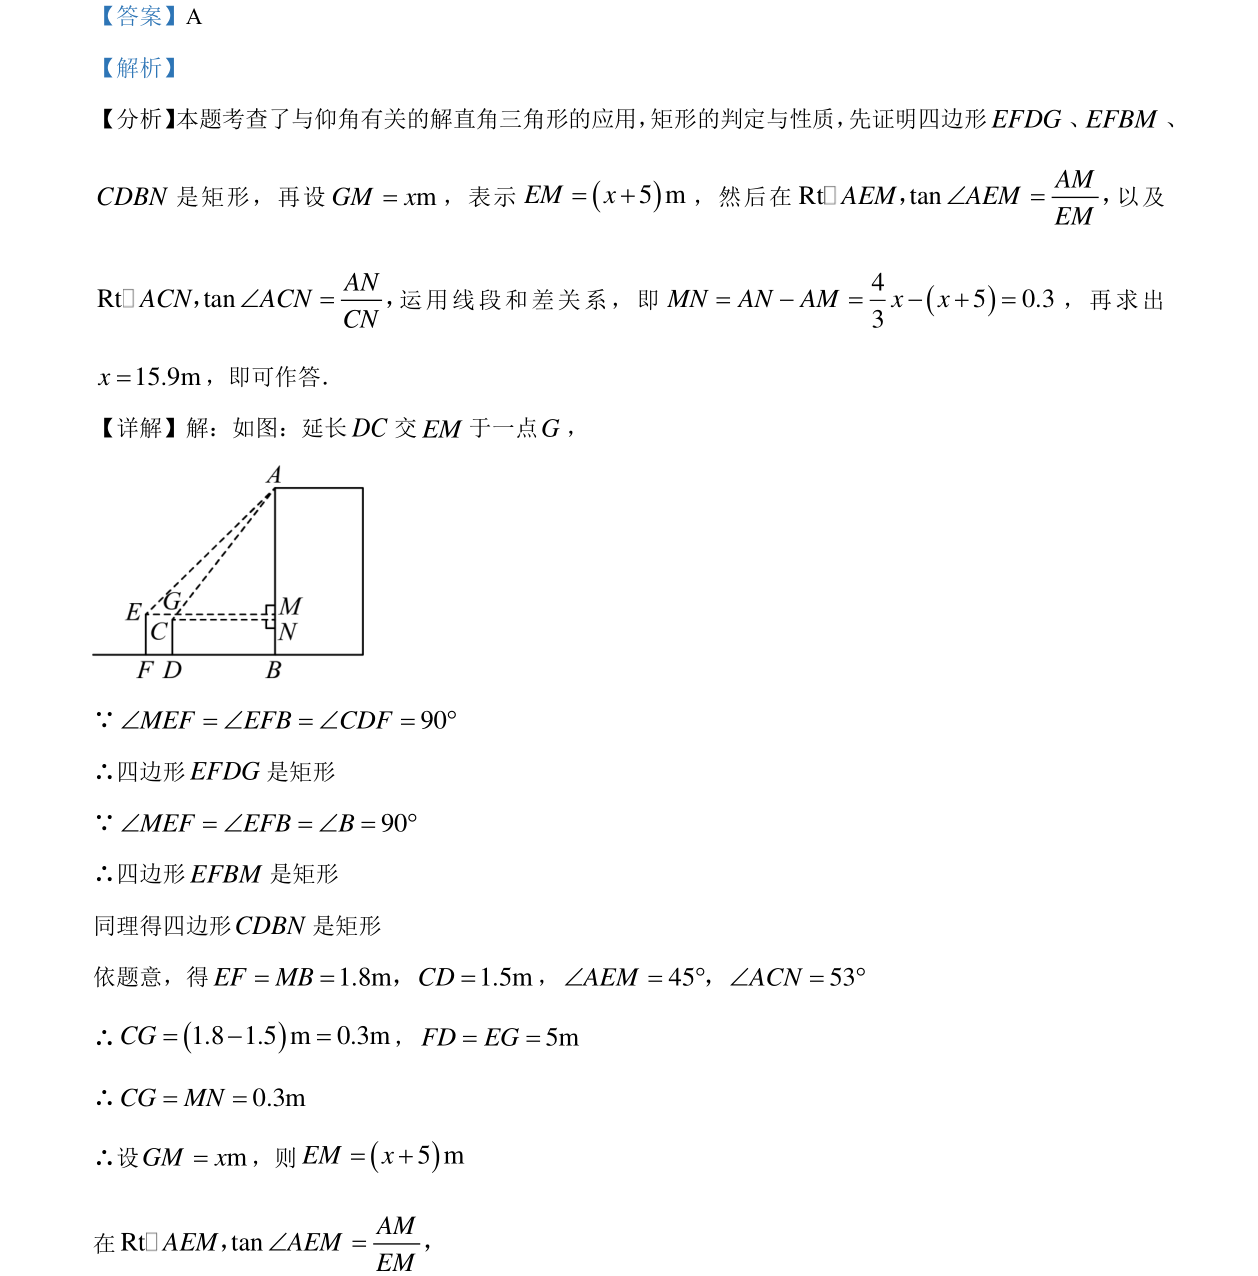 【答案】A
【解析】
【分析】本题考查了与仰角有关的解直角三角形的应用，矩形的判定与性质，先证明四边形EFDG、EFBM、
CDBN是矩形，再设GM=xm，表示EM=(x+5)m，然后在Rt□AEM，tan∠AEM=AM/EM，以及
Rt□ACN，tan∠ACN=AN/CN，运用线段和差关系，即MN=AN−AM=4/3x−(x+5)=0.3，再求出
x=15.9m，即可作答．
【详解】解：如图：延长DC交EM于一点G，
A
E G M
C N
F D B
∵∠MEF=∠EFB=∠CDF=90°
∴四边形EFDG是矩形
∵∠MEF=∠EFB=∠B=90°
∴四边形EFBM是矩形
同理得四边形CDBN是矩形
依题意，得EF=MB=1.8m，CD=1.5m，∠AEM=45°，∠ACN=53°
∴CG=(1.8−1.5)m=0.3m，FD=EG=5m
∴CG=MN=0.3m
∴设GM=xm，则EM=(x+5)m
在Rt□AEM，tan∠AEM=AM/EM，